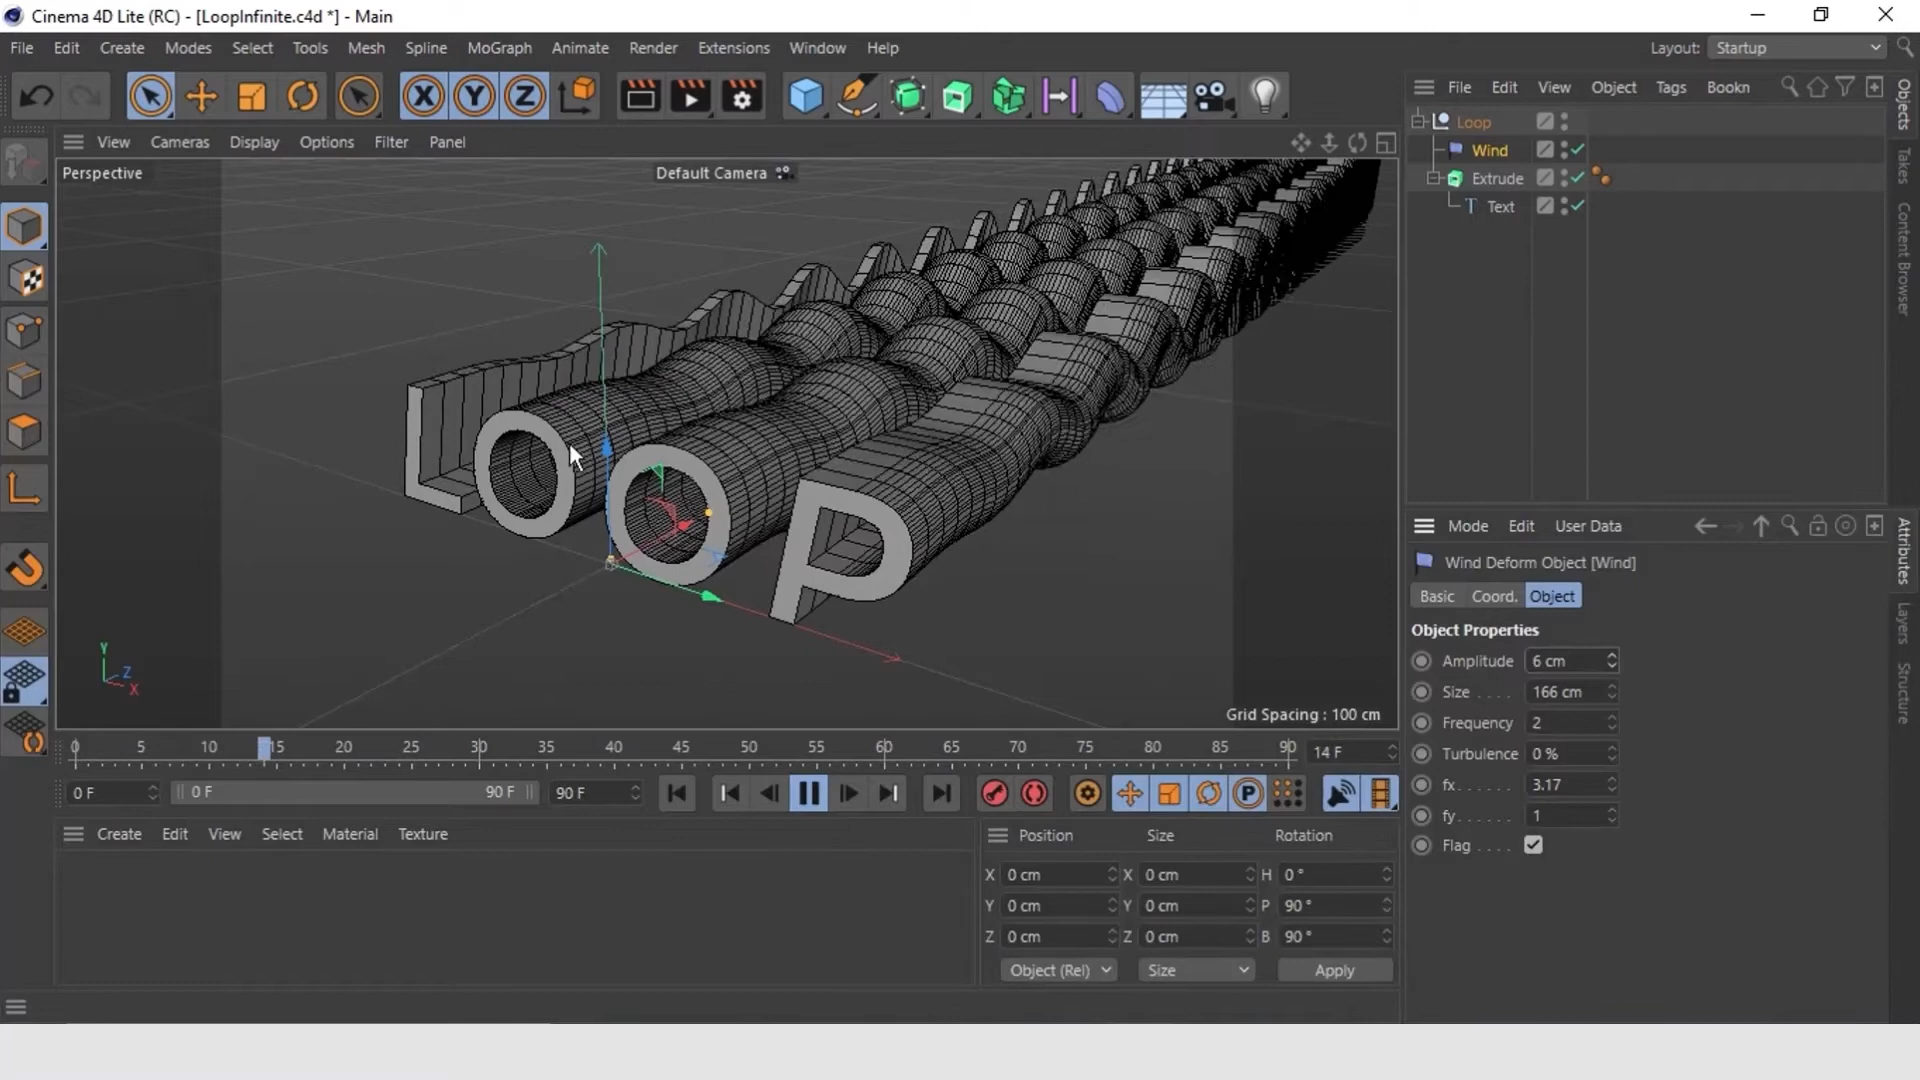 Cinema 4D Lite (RC) - [LoopInfinite.c4d *] - Main
File Edit Create Modes Select Tools Mesh Spline MoGraph Animate Render Extensions Window Help
Layout: Startup
X Y Z
File Edit View Object Tags Bookn
Objects
Takes
Content Browser
Loop
Wind
Extrude
Text
View Cameras Display Options Filter Panel
Perspective
Default Camera
LOOP
Y
Z
X
Grid Spacing : 100 cm
0 5 10 15 20 25 30 35 40 45 50 55 60 65 70 75 80 85 90 14 F
0 F 0 F 90 F 90 F
P
Create Edit View Select Material Texture
Position Size Rotation
X 0 cm X 0 cm H 0 °
Y 0 cm Y 0 cm P 90 °
Z 0 cm Z 0 cm B 90 °
Object (Rel) Size Apply
Mode Edit User Data
Attributes
Layers
Structure
Wind Deform Object [Wind]
Basic Coord. Object
Object Properties
Amplitude 6 cm
Size . . . . 166 cm
Frequency 2
Turbulence 0 %
fx . . . . . . 3.17
fy . . . . . . 1
Flag . . . .